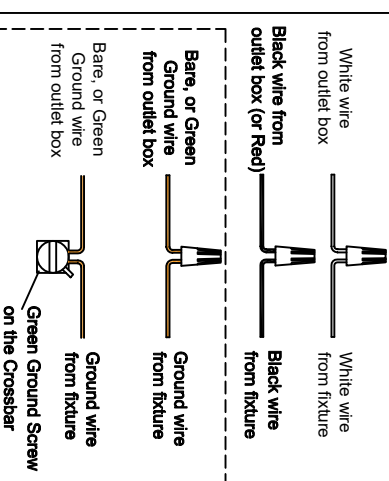 White wire
from outlet box
White wire
from fixture
Black wire from
outlet box (or Red)
Black wire
from fixture
Bare, or Green
Ground wire
from outlet box
Ground wire
from fixture
Bare, or Green
Ground wire
from outlet box
Ground wire
from fixture
Green Ground Screw
on the Crossbar